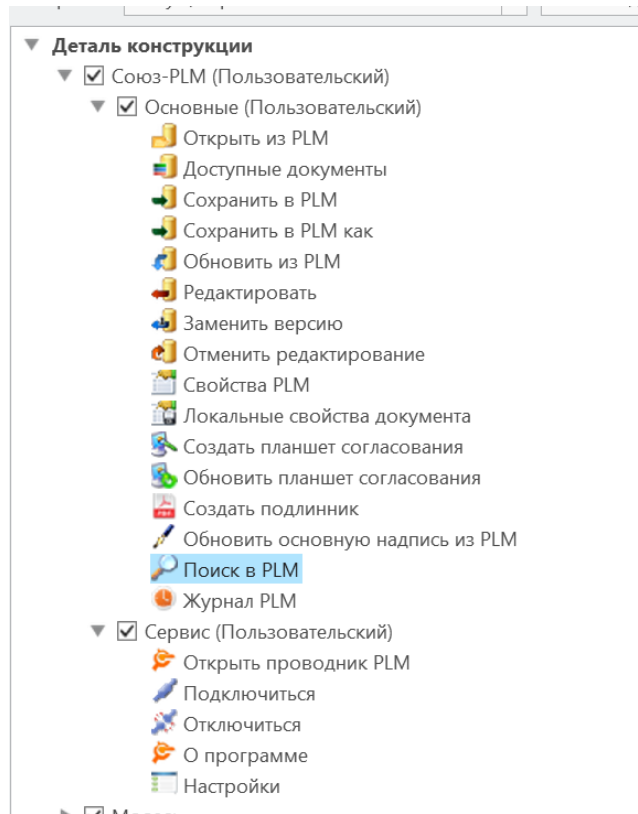 Деталь конструкции
Союз-PLM (Пользовательский)
Основные (Пользовательский)
Открыть из PLM
Доступные документы
Сохранить в PLM
Сохранить в PLM как
Обновить из PLM
Редактировать
Заменить версию
Отменить редактирование
Свойства PLM
Локальные свойства документа
Создать планшет согласования
Обновить планшет согласования
Создать подлинник
Обновить основную надпись из PLM
Поиск в PLM
Журнал PLM
Сервис (Пользовательский)
Открыть проводник PLM
Подключиться
Отключиться
О программе
Настройки